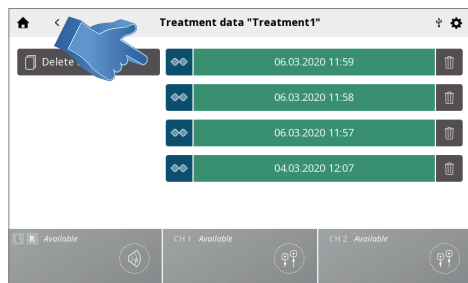 Treatment data "Treatment1"
Delete
06.03.2020 11:59
06.03.2020 11:58
06.03.2020 11:57
04.03.2020 12:07
L R Available
CH 1 Available
CH 2 Available